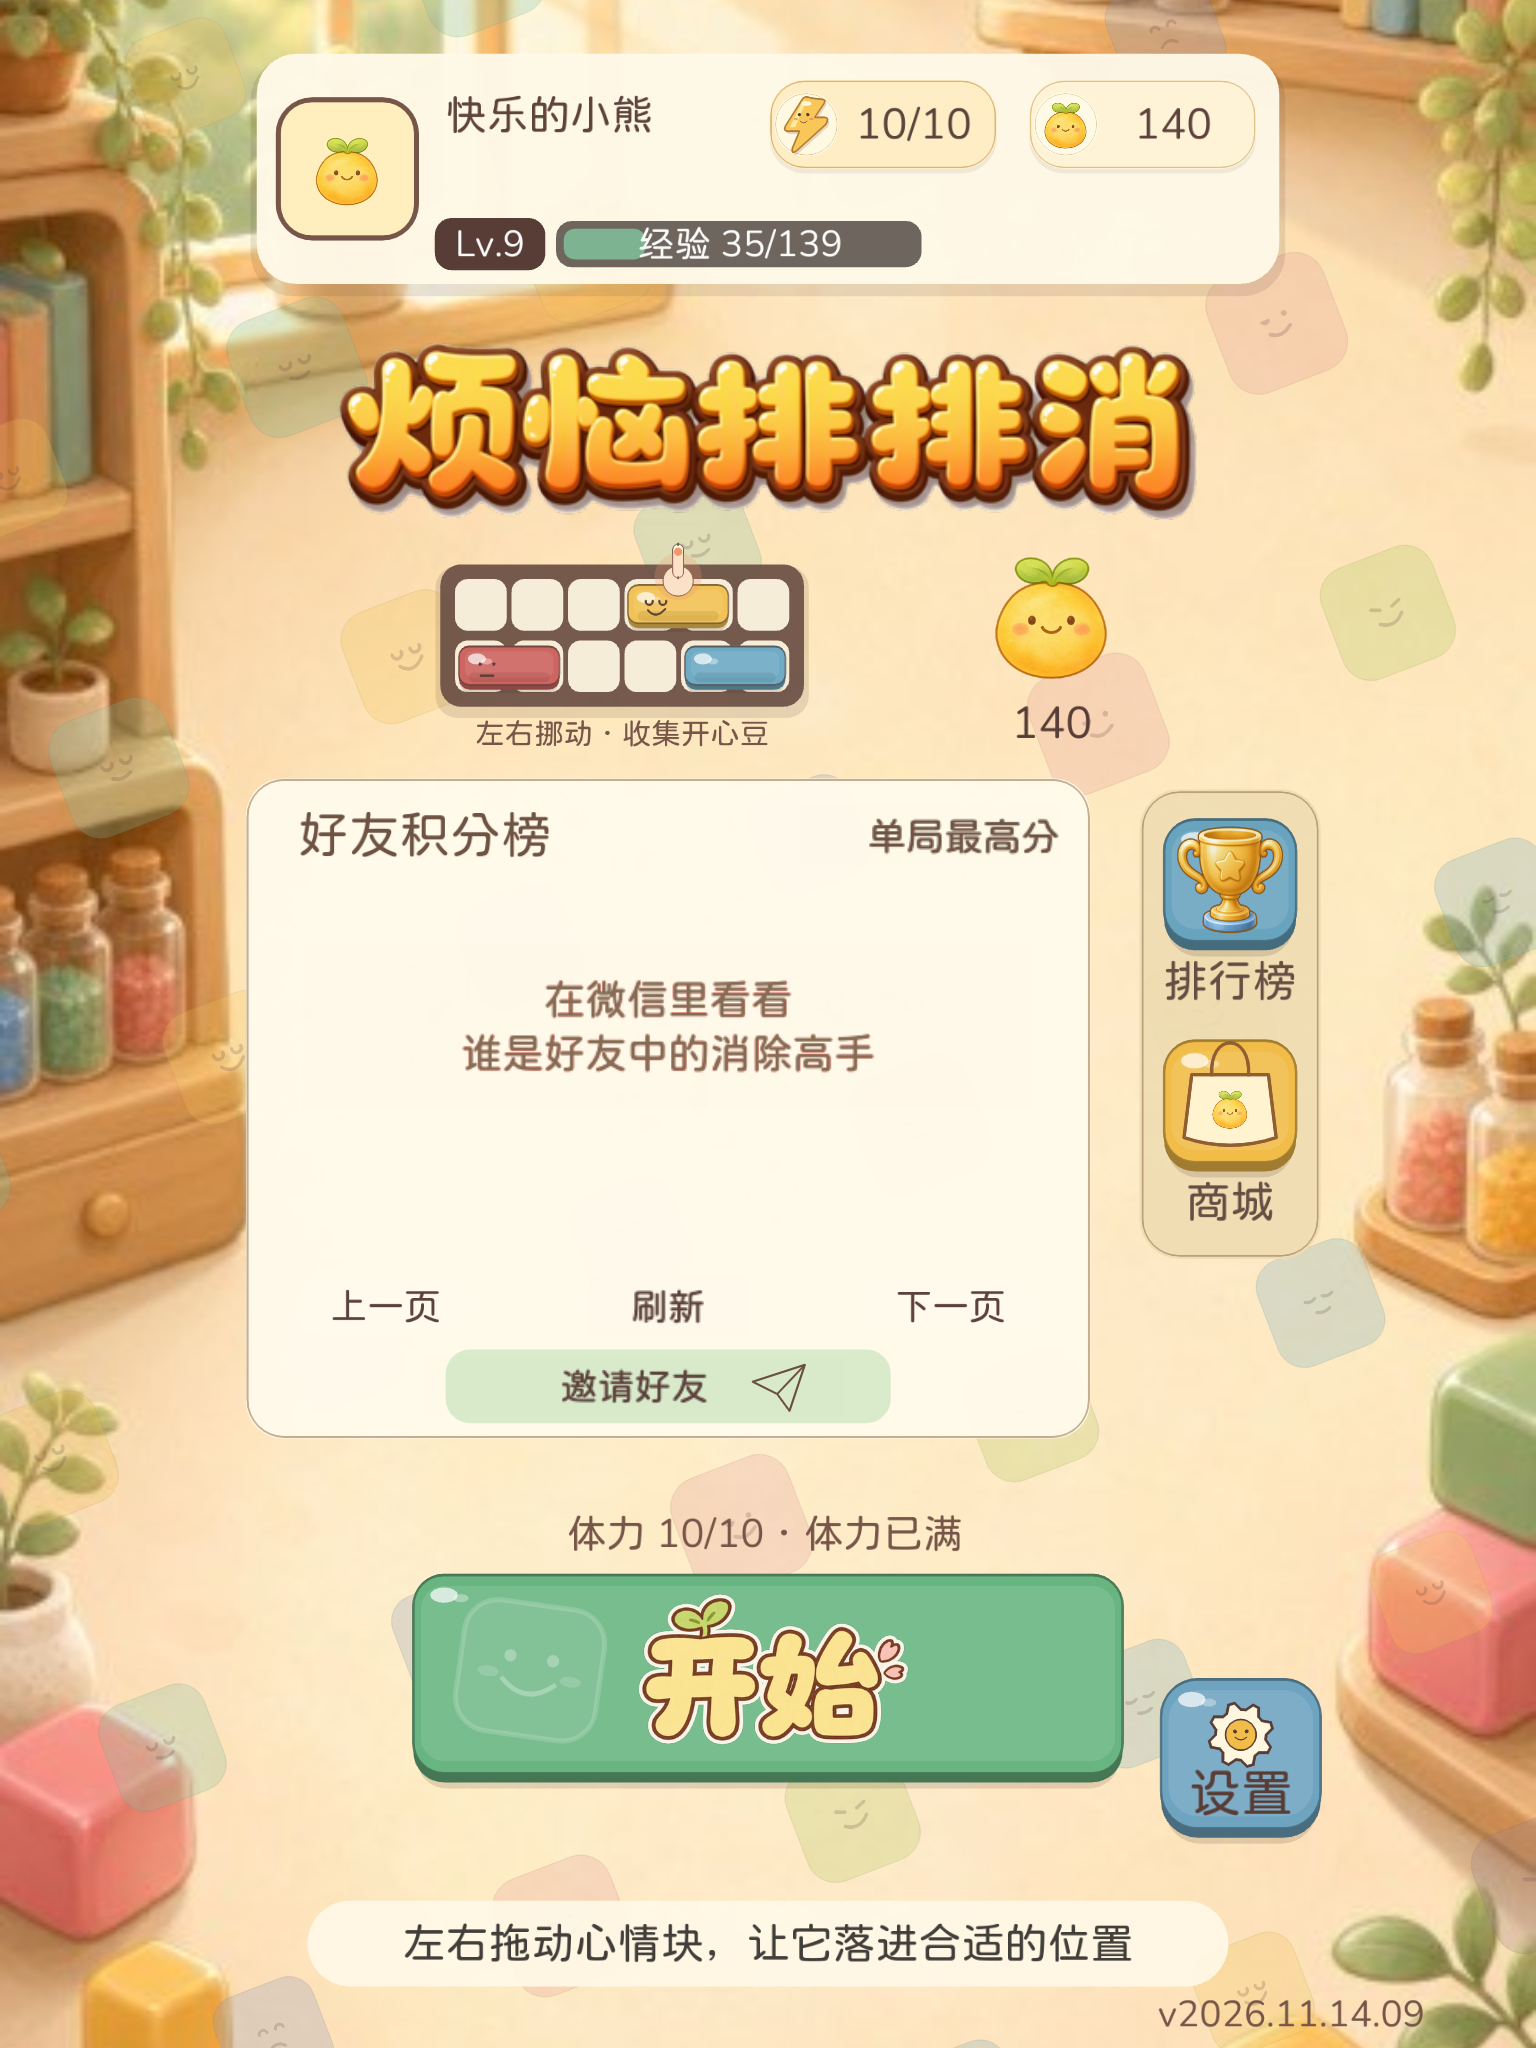 快乐的小熊
10/10
140
Lv.9
经验 35/139
烦恼排排消
左右挪动·收集开心豆
140
好友积分榜
单局最高分
在微信里看看
谁是好友中的消除高手
上一页
刷新
下一页
邀请好友
排行榜
商城
体力 10/10·体力已满
开始
设置
左右拖动心情块，让它落进合适的位置
v2026.11.14.09